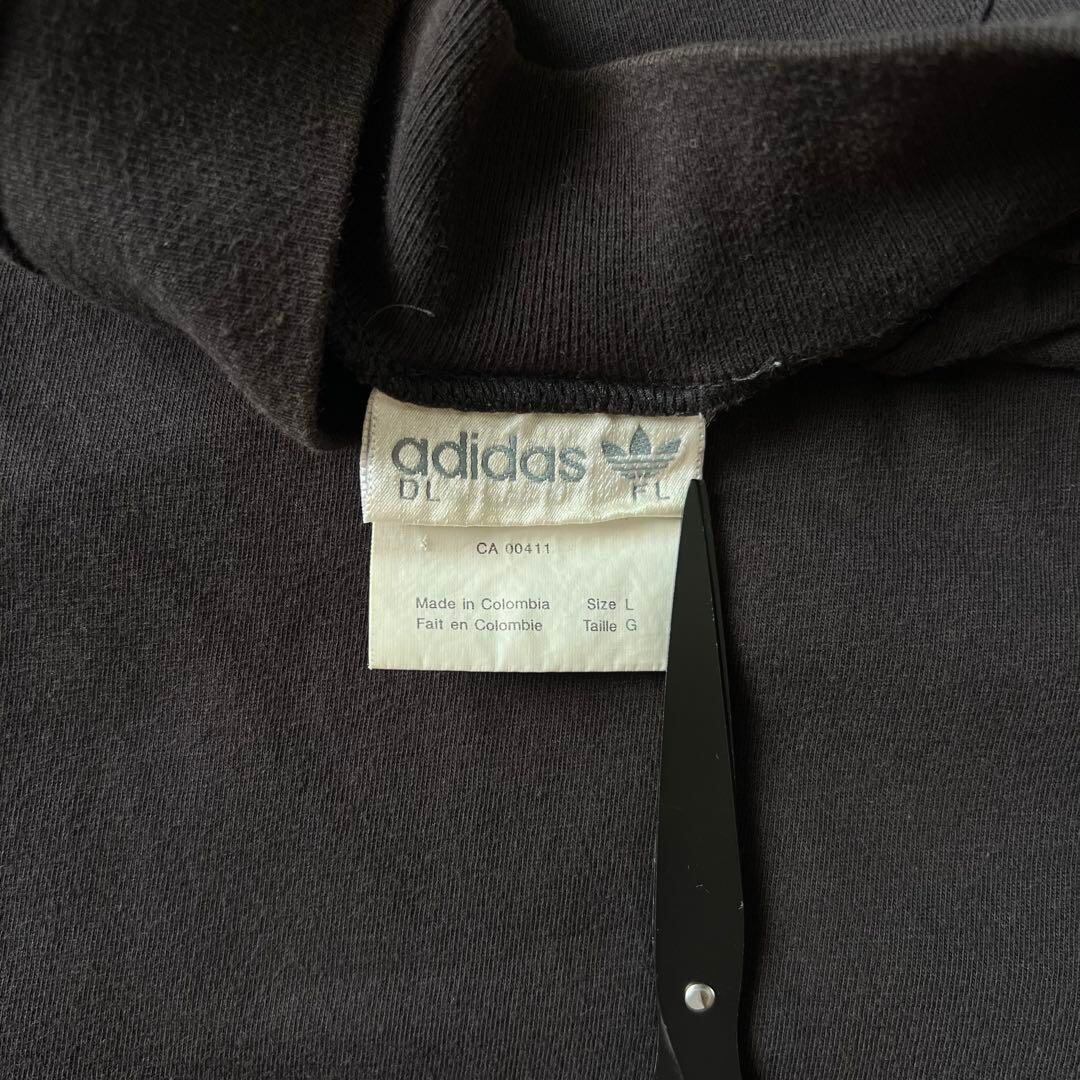 adidas
DL FL
CA 00411
Made in Colombia Size L
Fait en Colombie Taille G